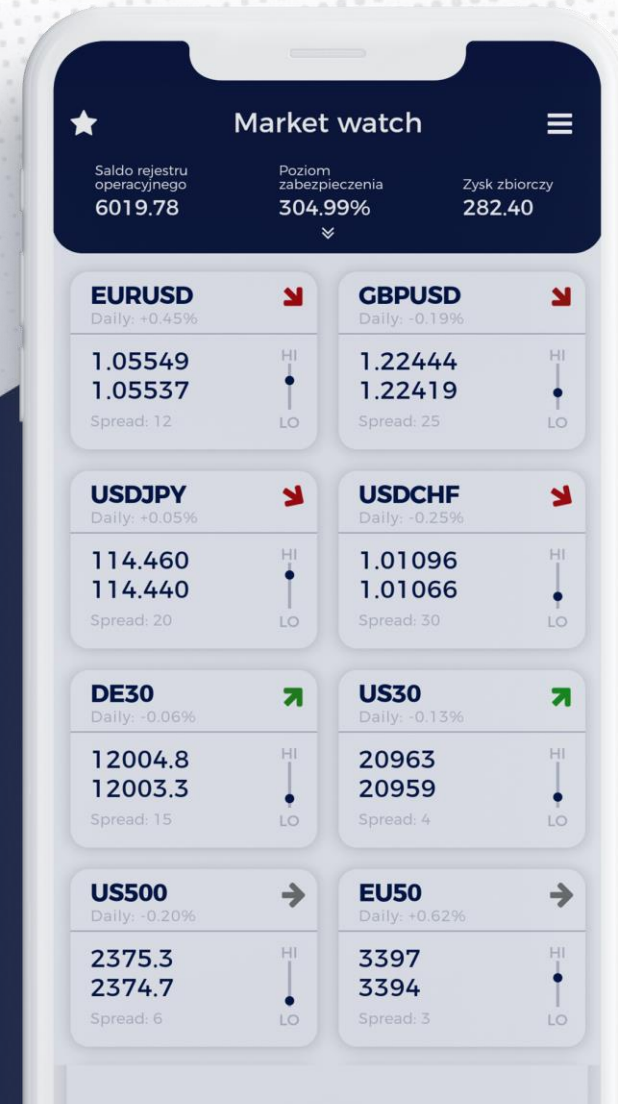 Market watch
Saldo rejestru
operacyjnego
6019.78
Poziom
zabezpieczenia
304.99%
Zysk zbiorczy
282.40
EURUSD
Daily: +0.45%
1.05549
1.05537
Spread: 12
HI
LO
GBPUSD
Daily: -0.19%
1.22444
1.22419
Spread: 25
HI
LO
USDJPY
Daily: +0.05%
114.460
114.440
Spread: 20
HI
LO
USDCHF
Daily: -0.25%
1.01096
1.01066
Spread: 30
HI
LO
DE30
Daily: -0.06%
12004.8
12003.3
Spread: 15
HI
LO
US30
Daily: -0.13%
20963
20959
Spread: 4
HI
LO
US500
Daily: -0.20%
2375.3
2374.7
Spread: 6
HI
LO
EU50
Daily: +0.62%
3397
3394
Spread: 3
HI
LO